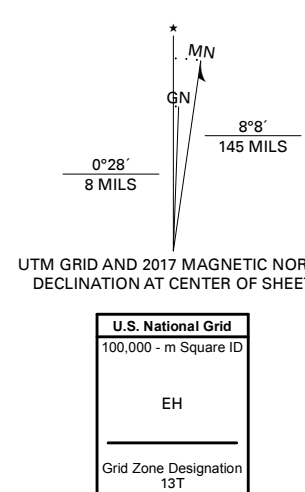 ★
MN
GN
8°8´
145 MILS
0°28´
8 MILS
UTM GRID AND 2017 MAGNETIC NOR
DECLINATION AT CENTER OF SHEET
U.S. National Grid
100,000 - m Square ID
EH
Grid Zone Designation
13T